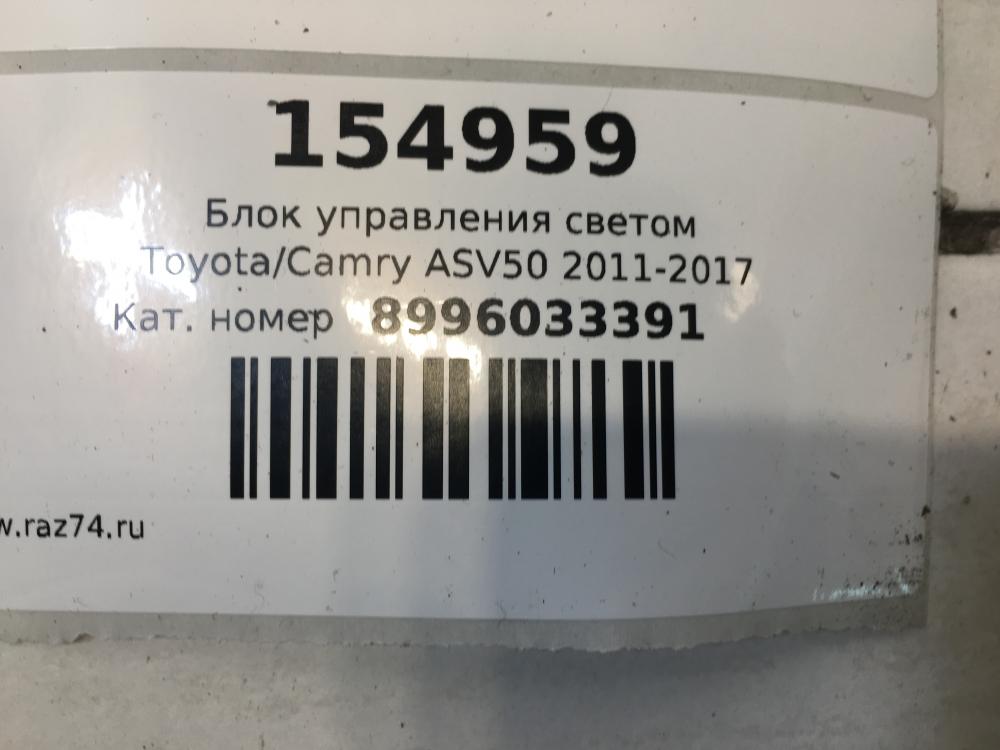 154959
Блок управления светом
Toyota/Camry ASV50 2011-2017
Кат. номер 8996033391
w.raz74.ru